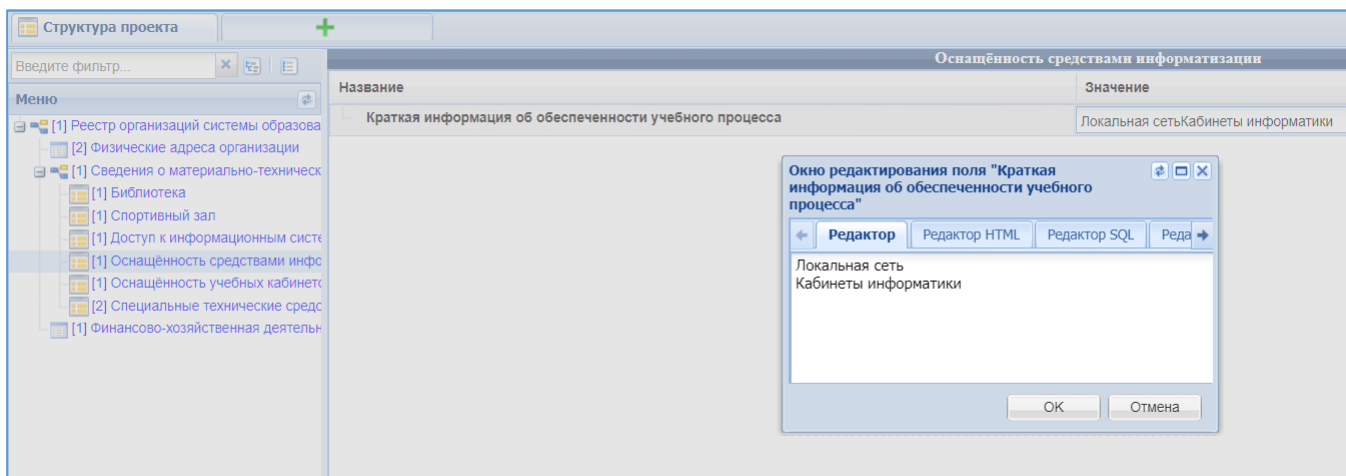 Структура проекта
Введите фильтр...
Меню
[1] Реестр организаций системы образова
[2] Физические адреса организации
[1] Сведения о материально-техническ
[1] Библиотека
[1] Спортивный зал
[1] Доступ к информационным систе
[1] Оснащённость средствами инфо
[1] Оснащённость учебных кабинето
[2] Специальные технические средс
[1] Финансово-хозяйственная деятельн
Оснащённость средствами информатизации
Название Значение
Краткая информация об обеспеченности учебного процесса Локальная сетьКабинеты информатики
Окно редактирования поля "Краткая
информация об обеспеченности учебного
процесса"
Редактор Редактор HTML Редактор SQL Реда
Локальная сеть
Кабинеты информатики
OK Отмена